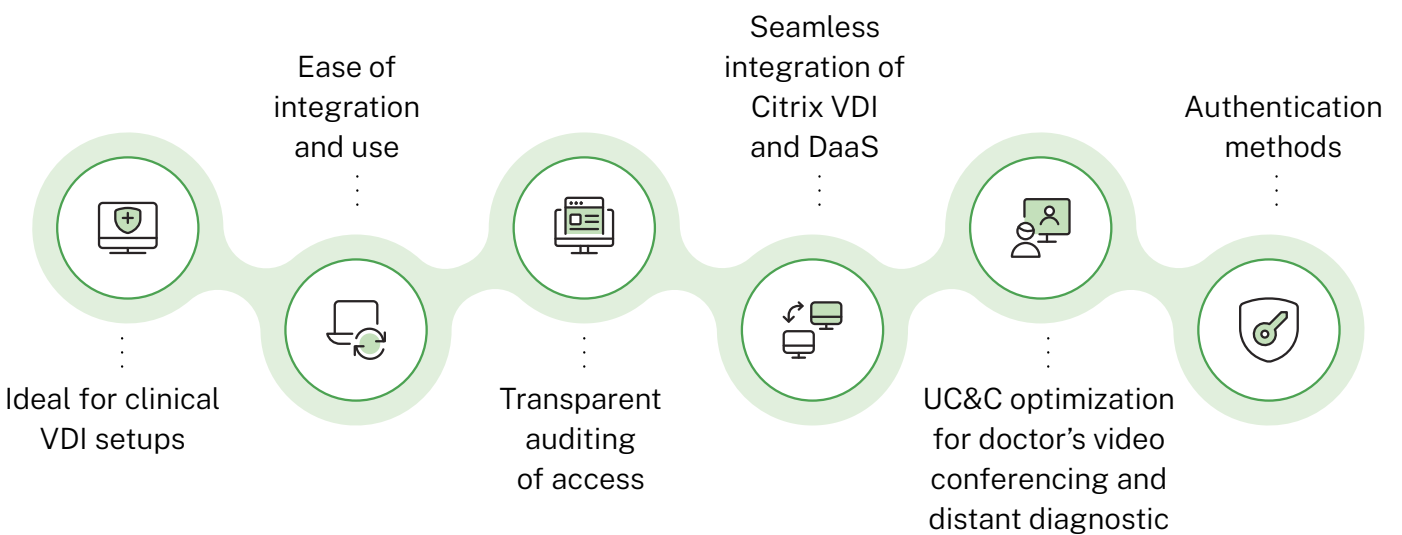 Ideal for clinical
VDI setups
Ease of
integration
and use
Transparent
auditing
of access
Seamless
integration of
Citrix VDI
and DaaS
UC&C optimization
for doctor’s video
conferencing and
distant diagnostic
Authentication
methods